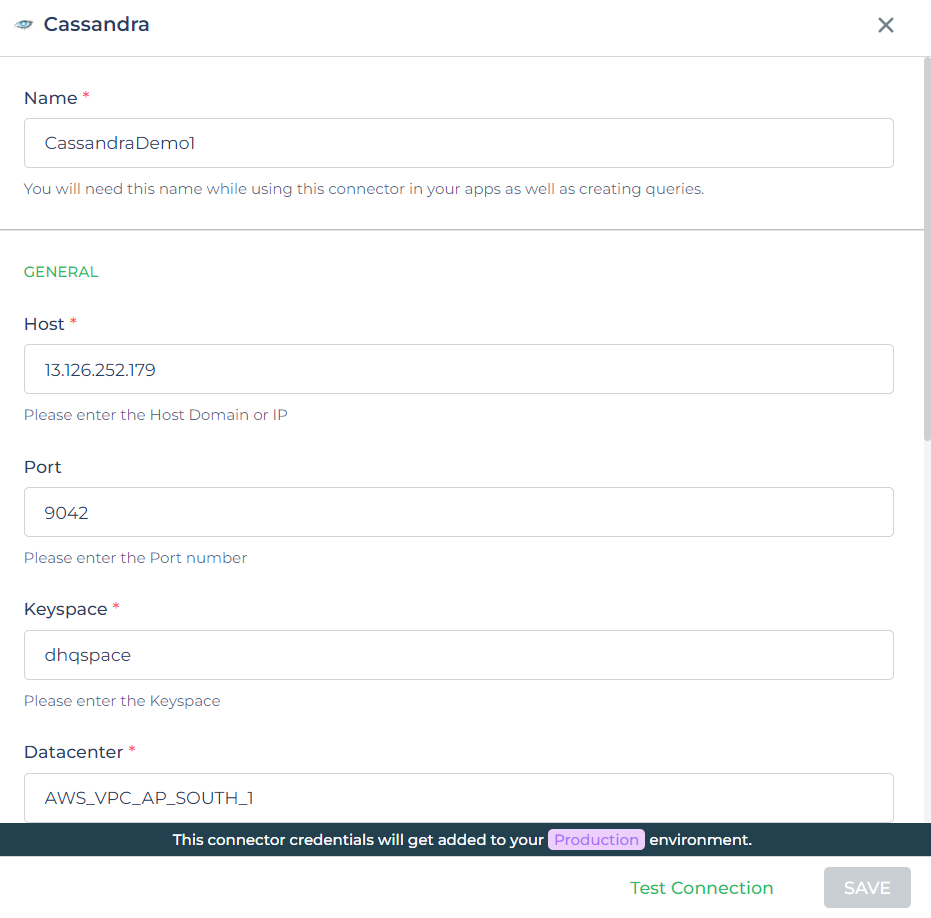 Cassandra
Name *
CassandraDemo1
You will need this name while using this connector in your apps as well as creating queries.
GENERAL
Host *
13.126.252.179
Please enter the Host Domain or IP
Port
9042
Please enter the Port number
Keyspace *
dhqspace
Please enter the Keyspace
Datacenter *
AWS_VPC_AP_SOUTH_1
This connector credentials will get added to your Production environment.
Test Connection SAVE